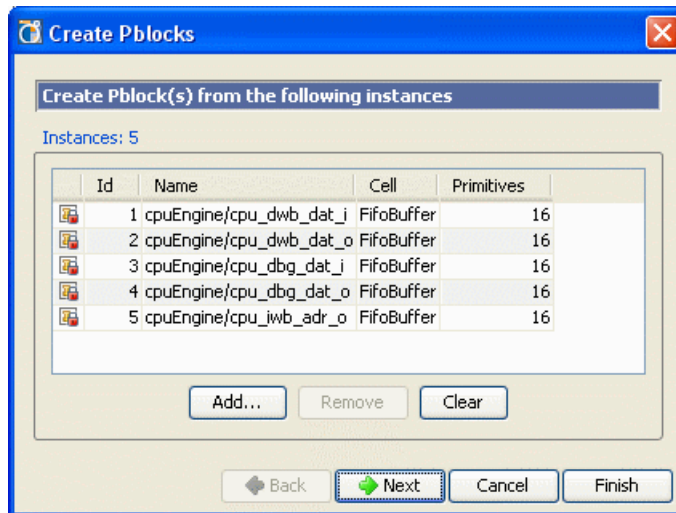 Create Pblocks
Create Pblock(s) from the following instances
Instances: 5
Id Name Cell Primitives
1 cpuEngine/cpu_dwb_dat_i FifoBuffer 16
2 cpuEngine/cpu_dwb_dat_o FifoBuffer 16
3 cpuEngine/cpu_dbg_dat_i FifoBuffer 16
4 cpuEngine/cpu_dbg_dat_o FifoBuffer 16
5 cpuEngine/cpu_iwb_adr_o FifoBuffer 16
Add... Remove Clear
Back Next Cancel Finish